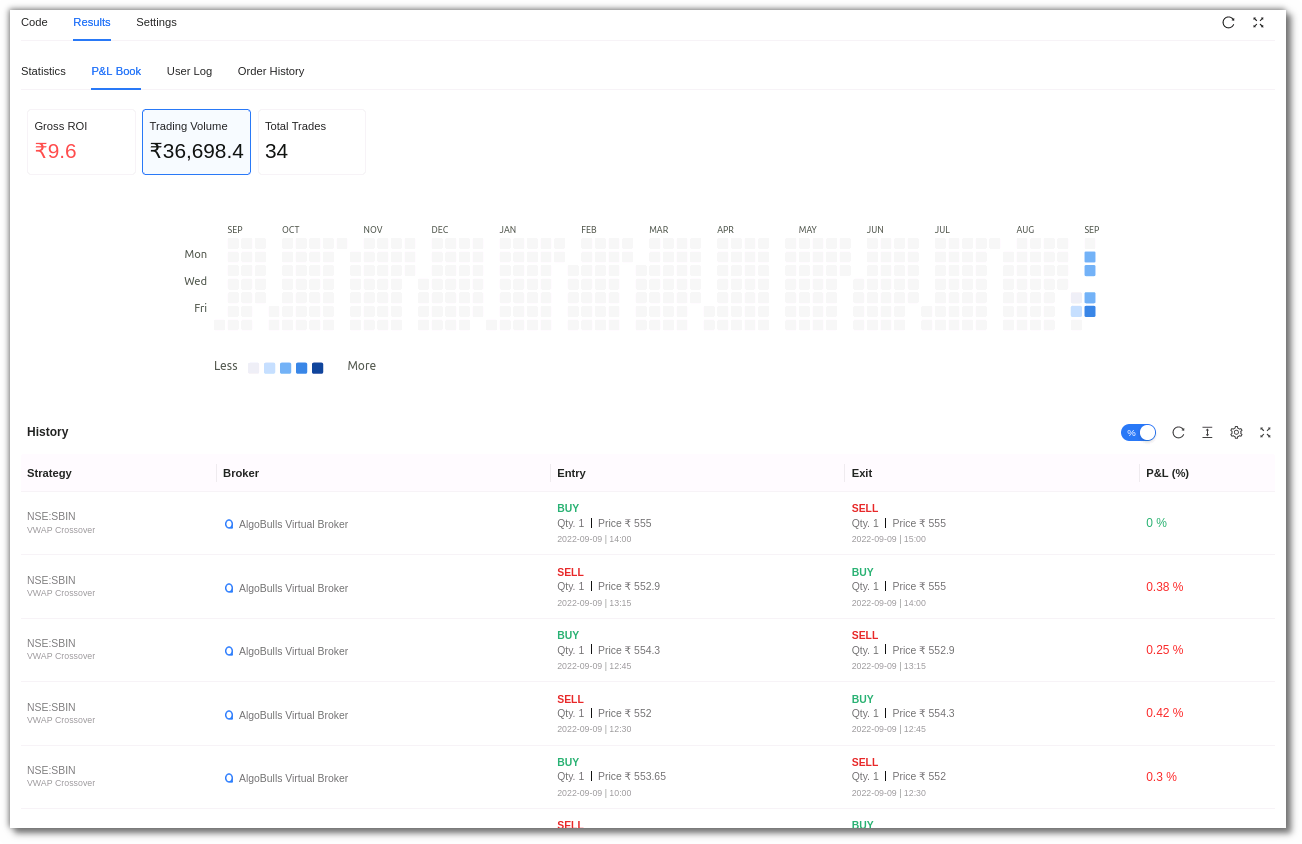 Code Results Settings
Statistics P&L Book User Log Order History
Gross ROI Trading Volume Total Trades
₹9.6 ₹36,698.4 34
SEP OCT NOV DEC JAN FEB MAR APR MAY JUN JUL AUG SEP
Mon
Wed
Fri
Less More
History %
Strategy Broker Entry Exit P&L (%)
BUY SELL
NSE:SBIN AlgoBulls Virtual Broker Qty. 1 | Price ₹ 555 Qty. 1 | Price ₹ 555 0 %
VWAP Crossover 2022-09-09 | 14:00 2022-09-09 | 15:00
SELL BUY
NSE:SBIN AlgoBulls Virtual Broker Qty. 1 | Price ₹ 552.9 Qty. 1 | Price ₹ 555 0.38 %
VWAP Crossover 2022-09-09 | 13:15 2022-09-09 | 14:00
BUY SELL
NSE:SBIN AlgoBulls Virtual Broker Qty. 1 | Price ₹ 554.3 Qty. 1 | Price ₹ 552.9 0.25 %
VWAP Crossover 2022-09-09 | 12:45 2022-09-09 | 13:15
SELL BUY
NSE:SBIN AlgoBulls Virtual Broker Qty. 1 | Price ₹ 552 Qty. 1 | Price ₹ 554.3 0.42 %
VWAP Crossover 2022-09-09 | 12:30 2022-09-09 | 12:45
BUY SELL
NSE:SBIN AlgoBulls Virtual Broker Qty. 1 | Price ₹ 553.65 Qty. 1 | Price ₹ 552 0.3 %
VWAP Crossover 2022-09-09 | 10:00 2022-09-09 | 12:30
SELL BUY